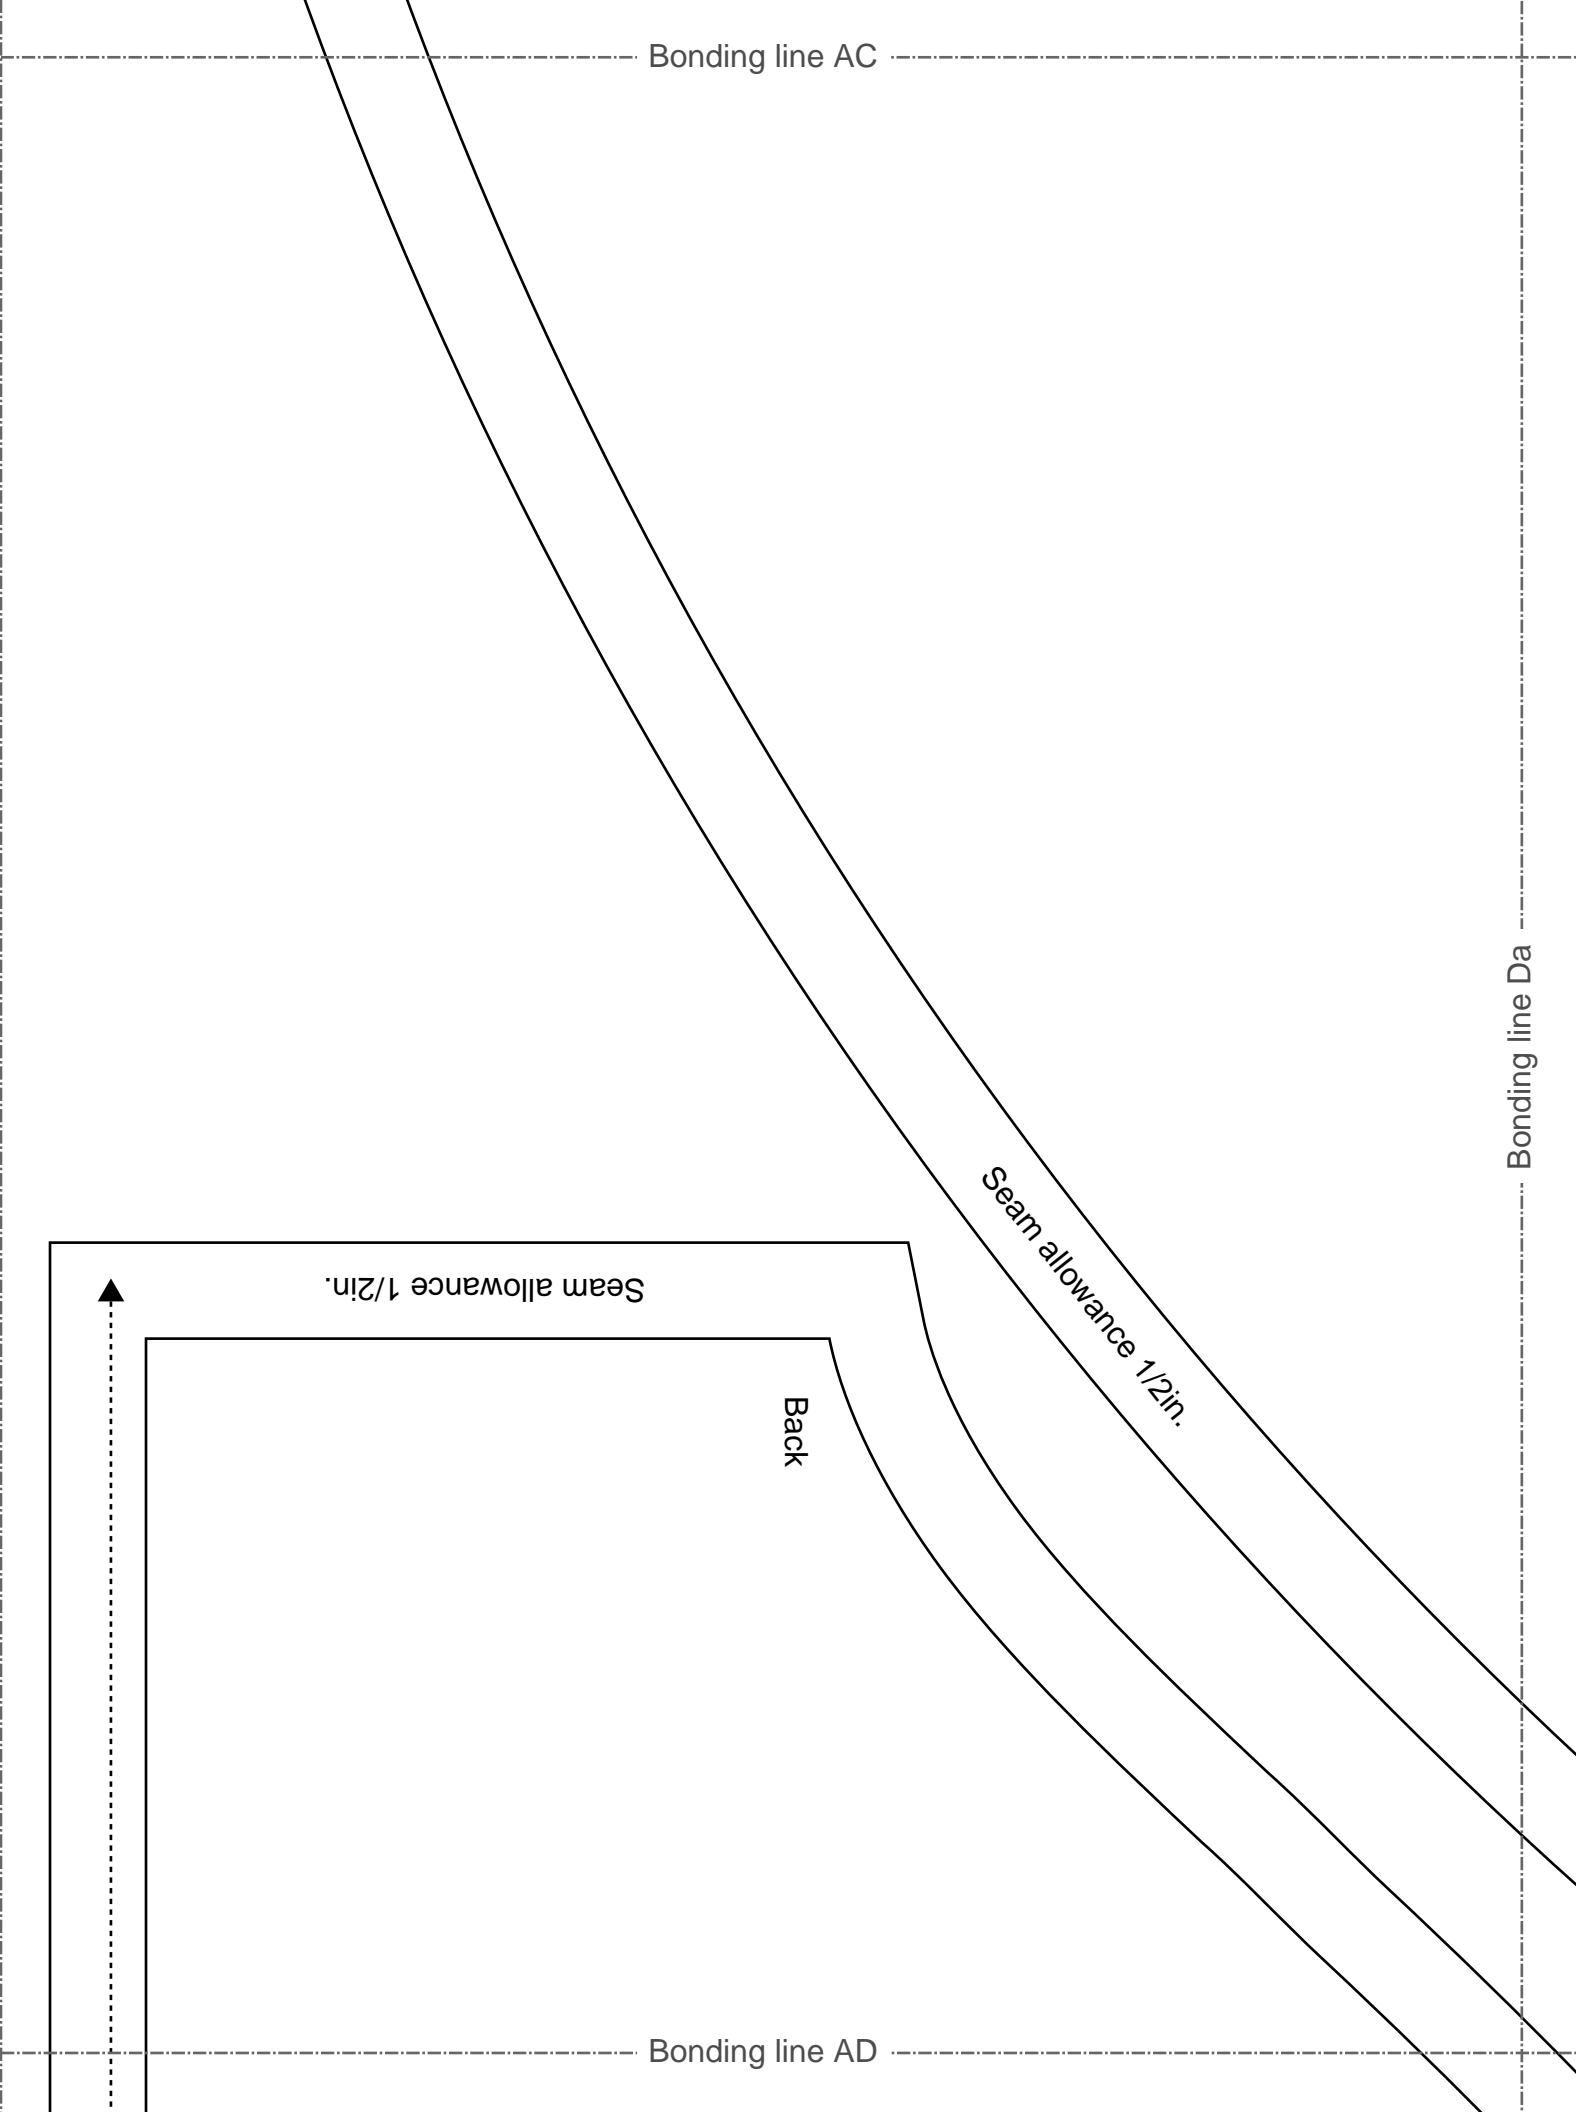 Bonding line AC
Bonding line Da
Seam allowance 1/2in.
Seam allowance 1/2in.
Back
Bonding line AD